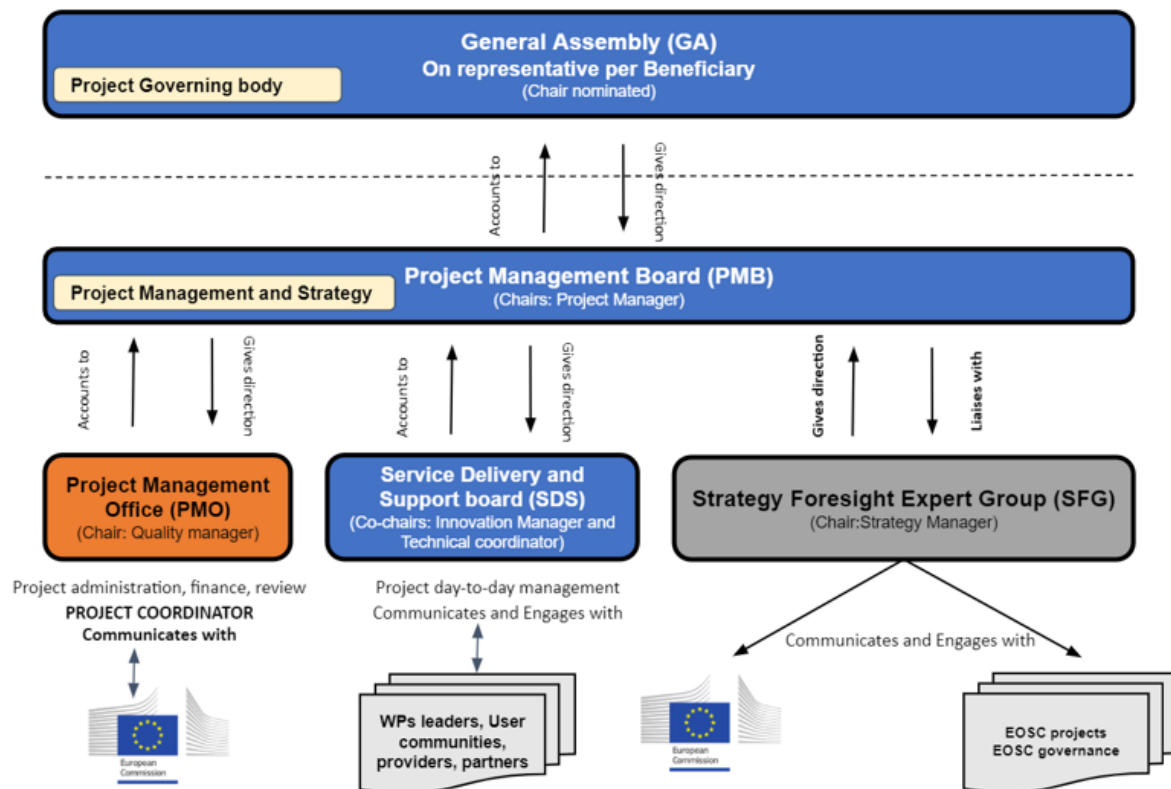 General Assembly (GA)
On representative per Beneficiary
(Chair nominated)
Project Governing body
Accounts to
Gives direction
Project Management Board (PMB)
(Chairs: Project Manager)
Project Management and Strategy
Accounts to
Gives direction
Accounts to
Gives direction
Gives direction
Liaises with
Project Management
Office (PMO)
(Chair: Quality manager)
Service Delivery and
Support board (SDS)
(Co-chairs: Innovation Manager and
Technical coordinator)
Strategy Foresight Expert Group (SFG)
(Chair:Strategy Manager)
Project administration, finance, review
PROJECT COORDINATOR
Communicates with
Project day-to-day management
Communicates and Engages with
Communicates and Engages with
European
Commission
WPs leaders, User
communities,
providers, partners
European
Commission
EOSC projects
EOSC governance